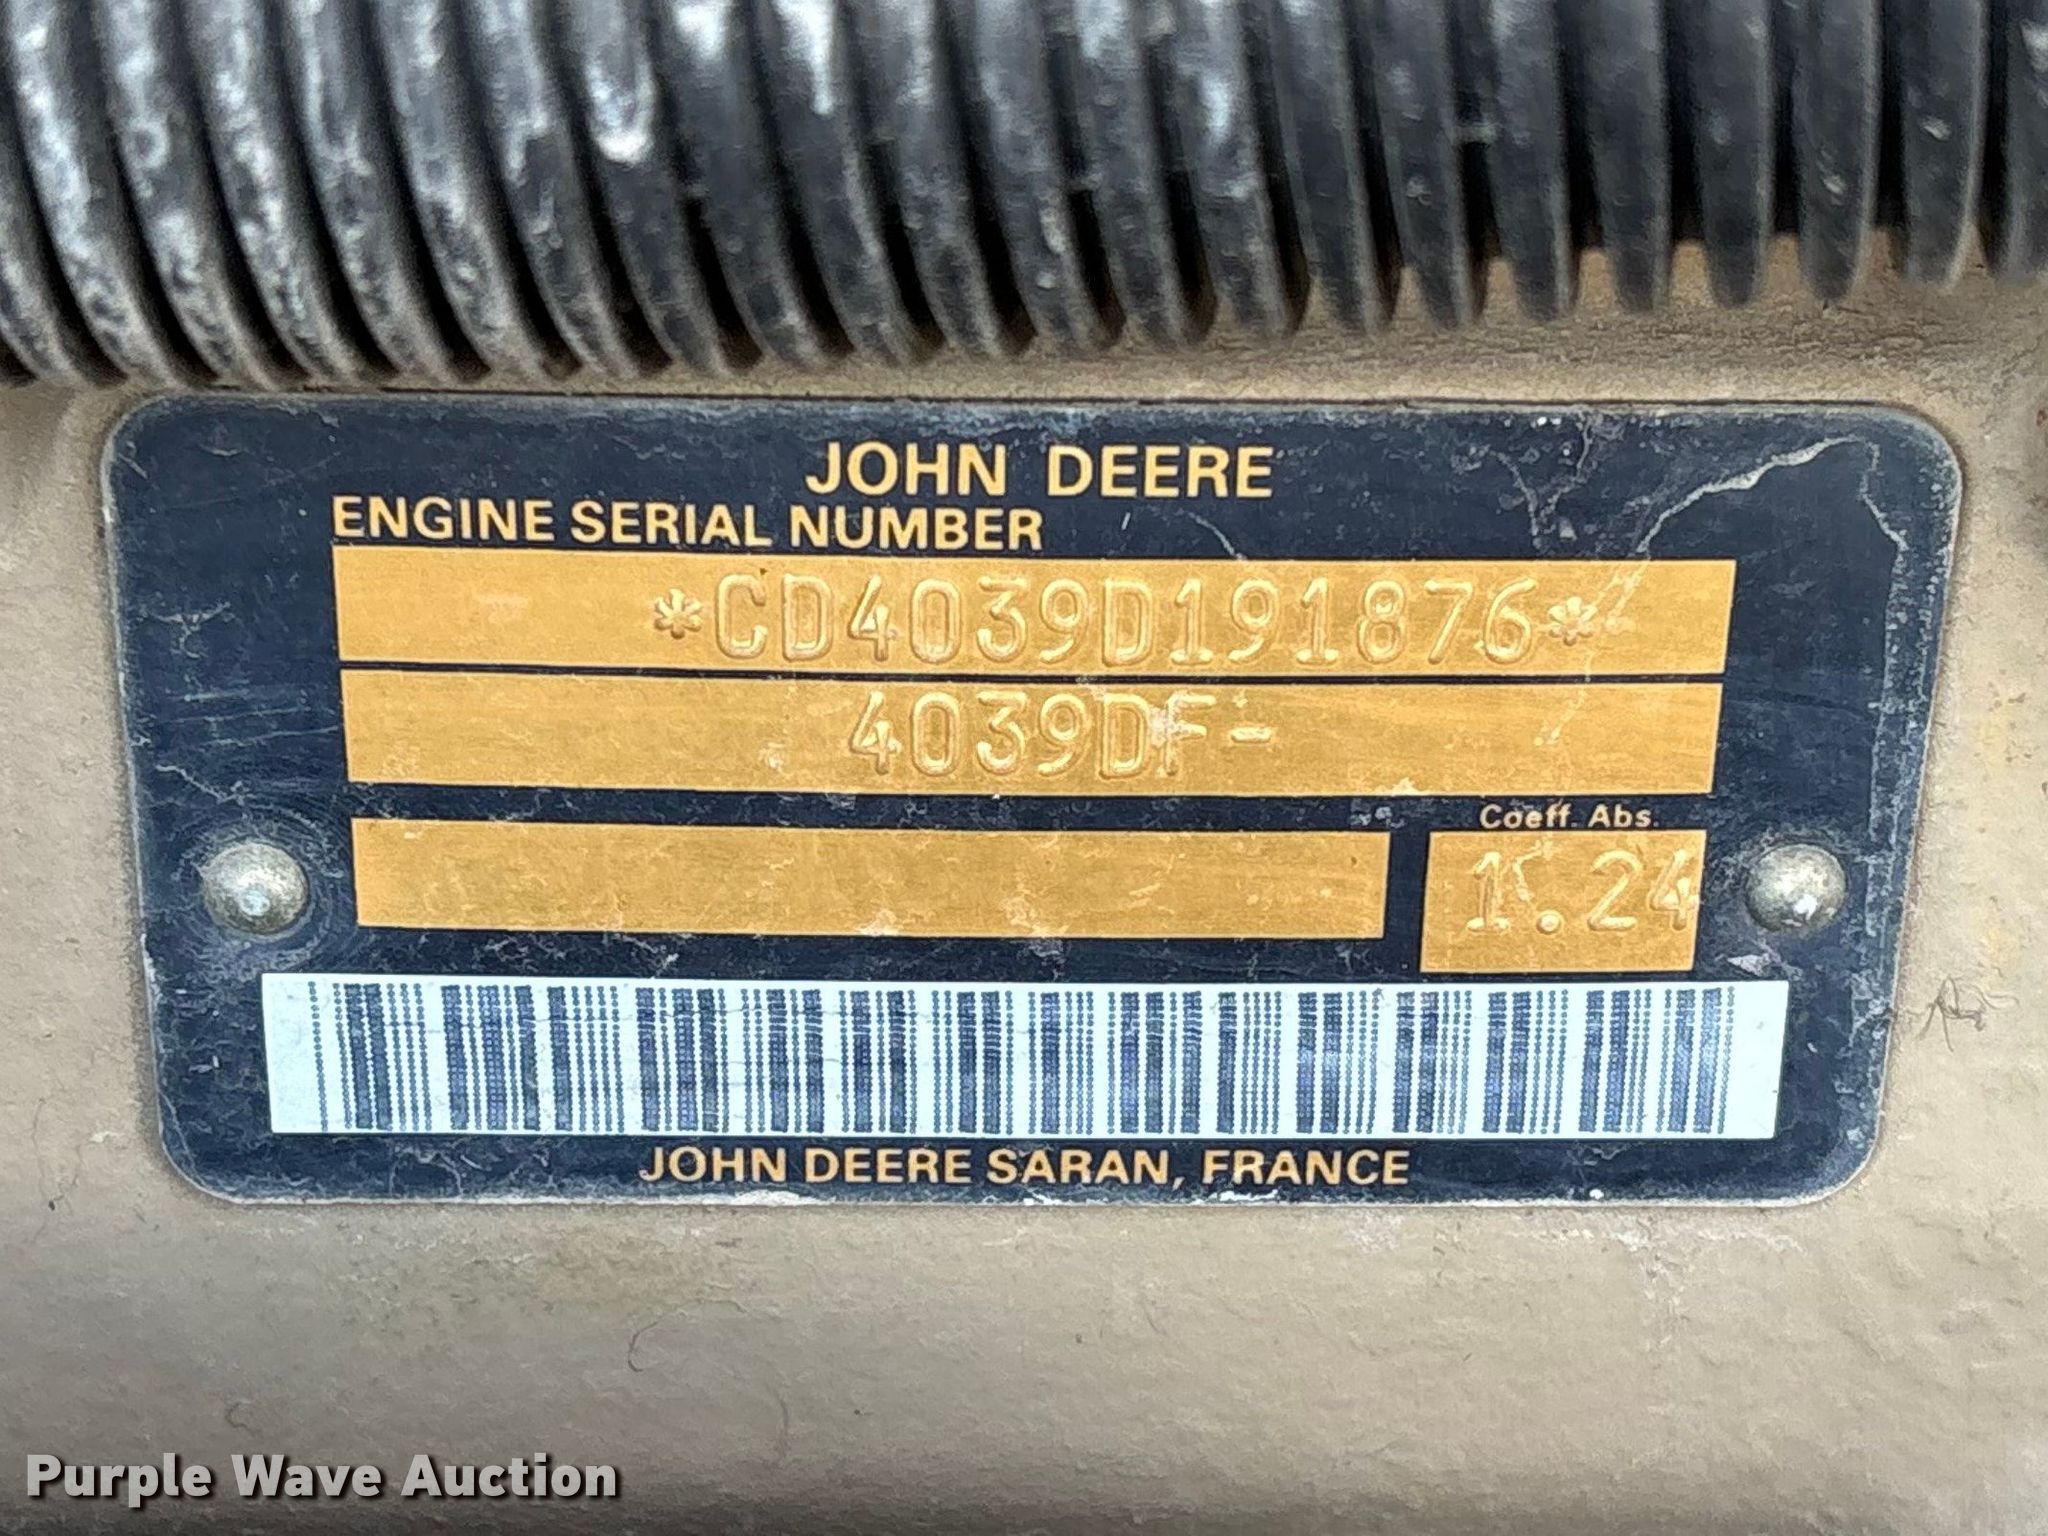 JOHN DEERE
ENGINE SERIAL NUMBER
*CD4039D191876*
4039DF-
Coeff. Abs.
1.24
JOHN DEERE SARAN, FRANCE
Purple Wave Auction